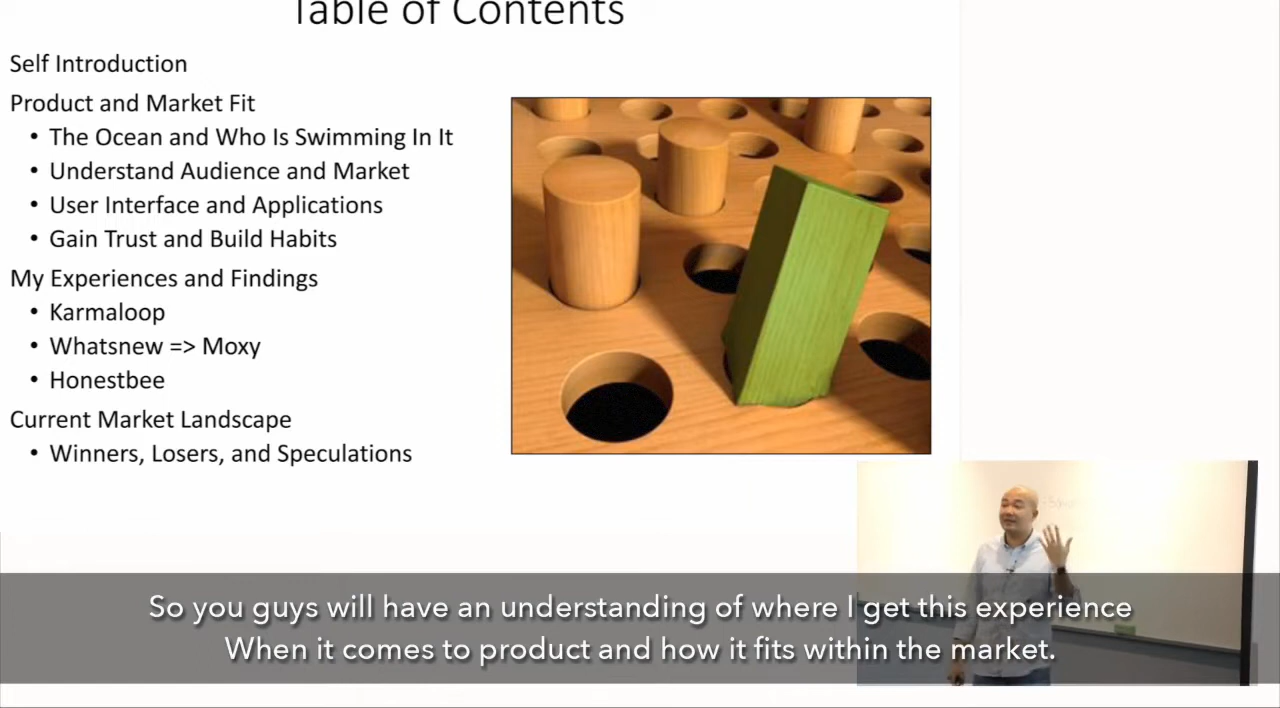 Table of Contents
Self Introduction
Product and Market Fit
• The Ocean and Who Is Swimming In It
• Understand Audience and Market
• User Interface and Applications
• Gain Trust and Build Habits
My Experiences and Findings
• Karmaloop
• Whatsnew => Moxy
• Honestbee
Current Market Landscape
• Winners, Losers, and Speculations
So you guys will have an understanding of where I get this experience
When it comes to product and how it fits within the market.